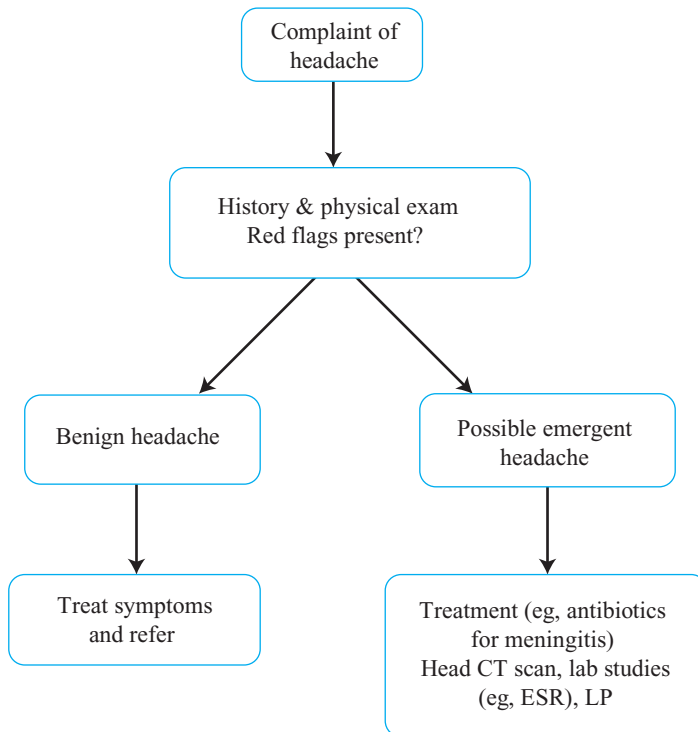 Complaint of
headache
History & physical exam
Red flags present?
Benign headache
Possible emergent
headache
Treat symptoms
and refer
Treatment (eg, antibiotics
for meningitis)
Head CT scan, lab studies
(eg, ESR), LP